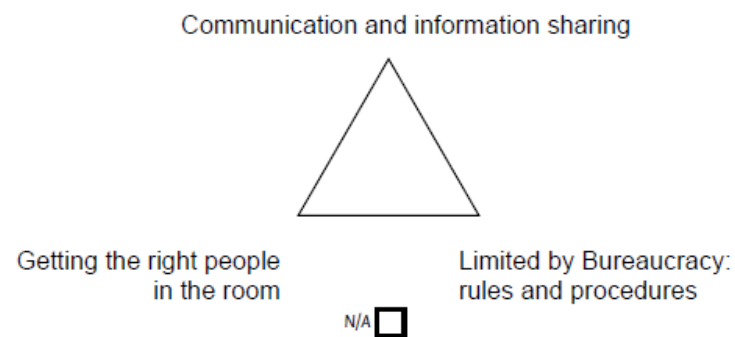 Communication and information sharing
Getting the right people
in the room
Limited by Bureaucracy:
rules and procedures
N/A